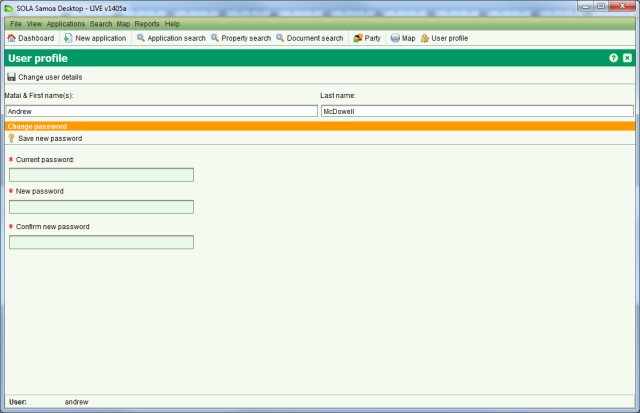 SOLA Samoa Desktop - LIVE v1405a
File View Applications Search Map Reports Help
Dashboard New application Application search Property search Document search Party Map User profile
User profile
Change user details
Matai & First name(s): Last name:
Andrew McDowell
Change password
Save new password
* Current password:
* New password
* Confirm new password
User: andrew